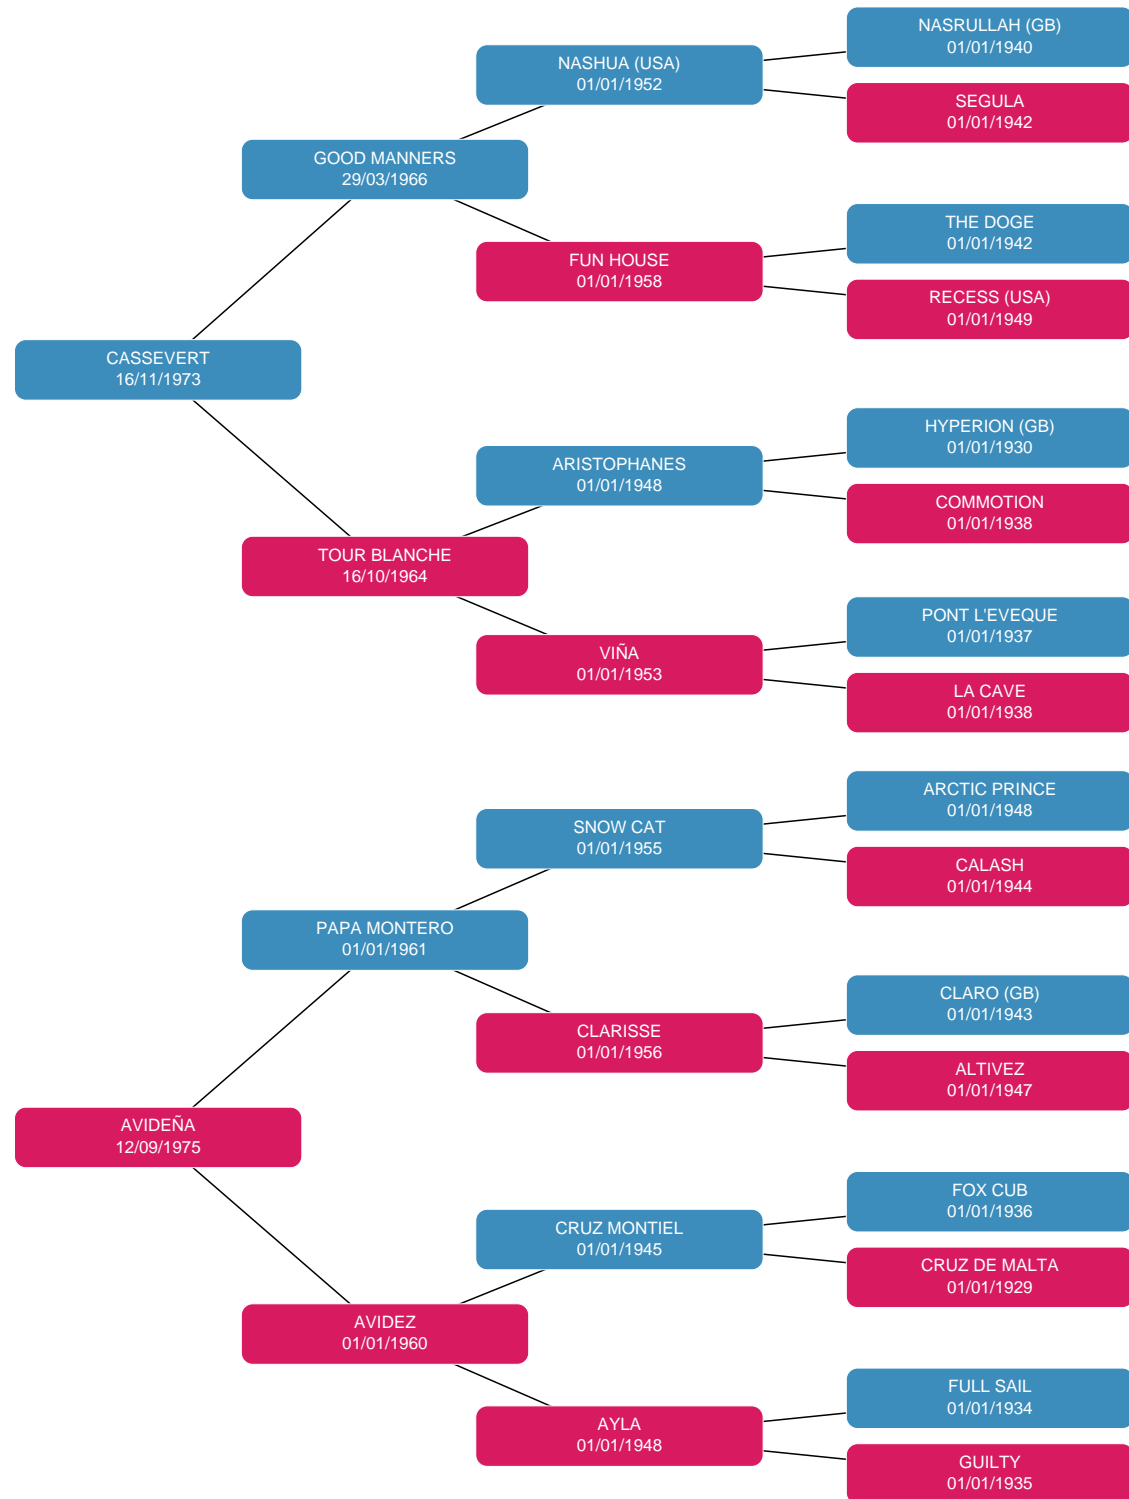 NASRULLAH (GB)
01/01/1940
NASHUA (USA)
01/01/1952
SEGULA
01/01/1942
GOOD MANNERS
29/03/1966
THE DOGE
01/01/1942
FUN HOUSE
01/01/1958
RECESS (USA)
01/01/1949
CASSEVERT
16/11/1973
HYPERION (GB)
01/01/1930
ARISTOPHANES
01/01/1948
COMMOTION
01/01/1938
TOUR BLANCHE
16/10/1964
PONT L'EVEQUE
01/01/1937
VIÑA
01/01/1953
LA CAVE
01/01/1938
ARCTIC PRINCE
01/01/1948
SNOW CAT
01/01/1955
CALASH
01/01/1944
PAPA MONTERO
01/01/1961
CLARO (GB)
01/01/1943
CLARISSE
01/01/1956
ALTIVEZ
01/01/1947
AVIDEÑA
12/09/1975
FOX CUB
01/01/1936
CRUZ MONTIEL
01/01/1945
CRUZ DE MALTA
01/01/1929
AVIDEZ
01/01/1960
FULL SAIL
01/01/1934
AYLA
01/01/1948
GUILTY
01/01/1935